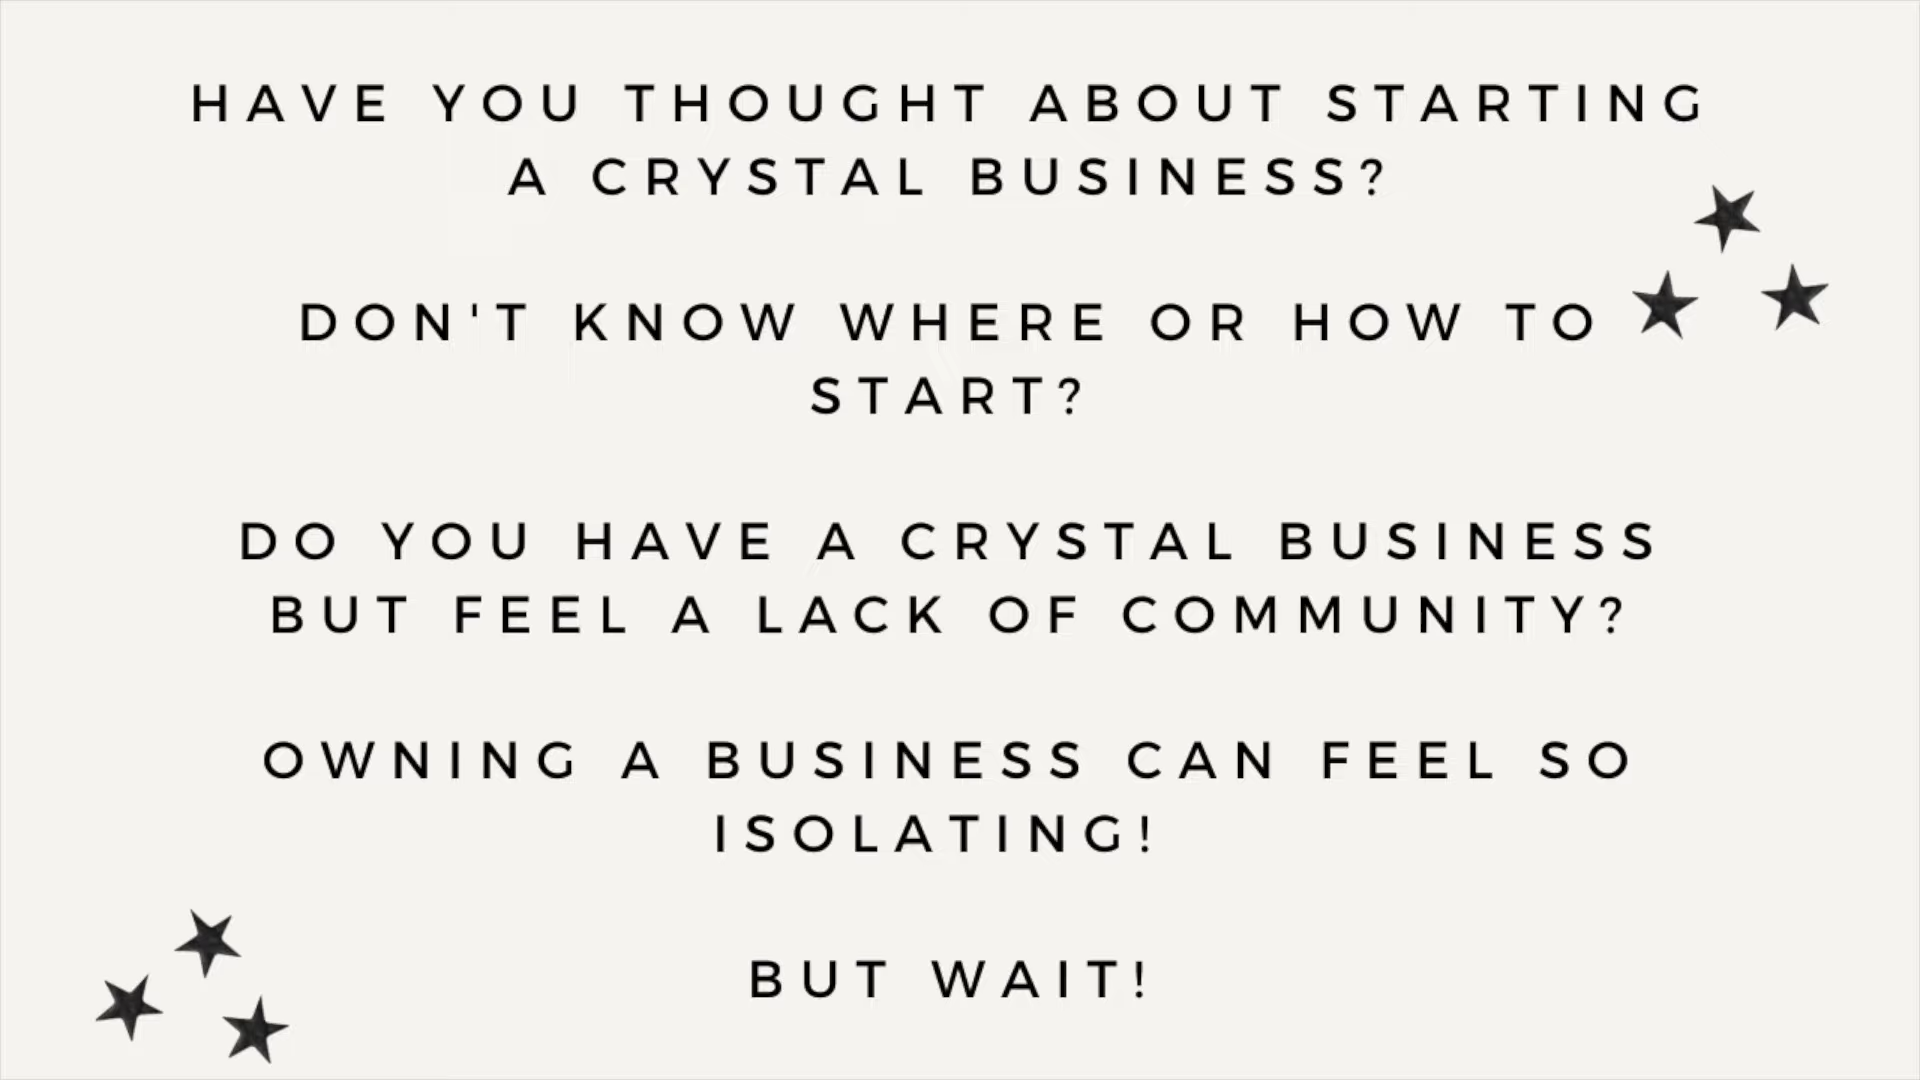 HAVE YOU THOUGHT ABOUT STARTING
A CRYSTAL BUSINESS?
DON'T KNOW WHERE OR HOW TO
START?
DO YOU HAVE A CRYSTAL BUSINESS
BUT FEEL A LACK OF COMMUNITY?
OWNING A BUSINESS CAN FEEL SO
ISOLATING!
BUT WAIT!